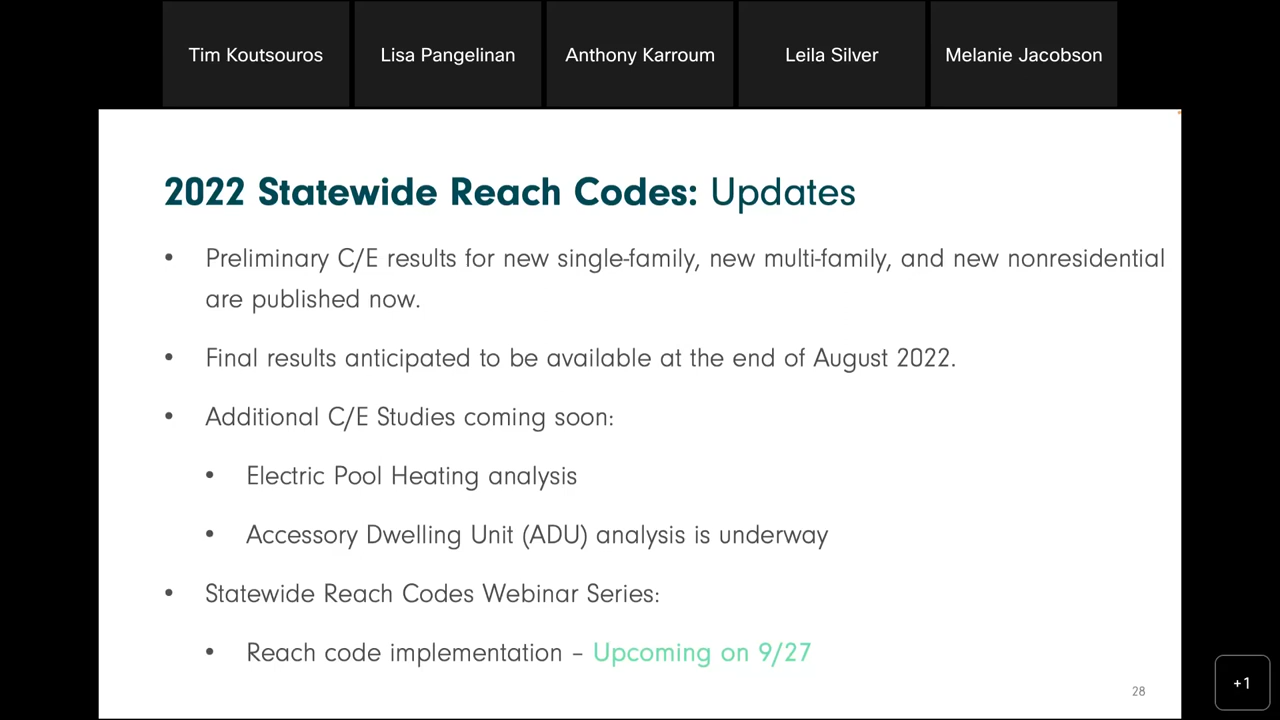 Tim Koutsouros
Lisa Pangelinan
Anthony Karroum
Leila Silver
Melanie Jacobson
2022 Statewide Reach Codes: Updates
• Preliminary C/E results for new single-family, new multi-family, and new nonresidential
are published now.
• Final results anticipated to be available at the end of August 2022.
• Additional C/E Studies coming soon:
• Electric Pool Heating analysis
• Accessory Dwelling Unit (ADU) analysis is underway
• Statewide Reach Codes Webinar Series:
• Reach code implementation – Upcoming on 9/27
28
+1